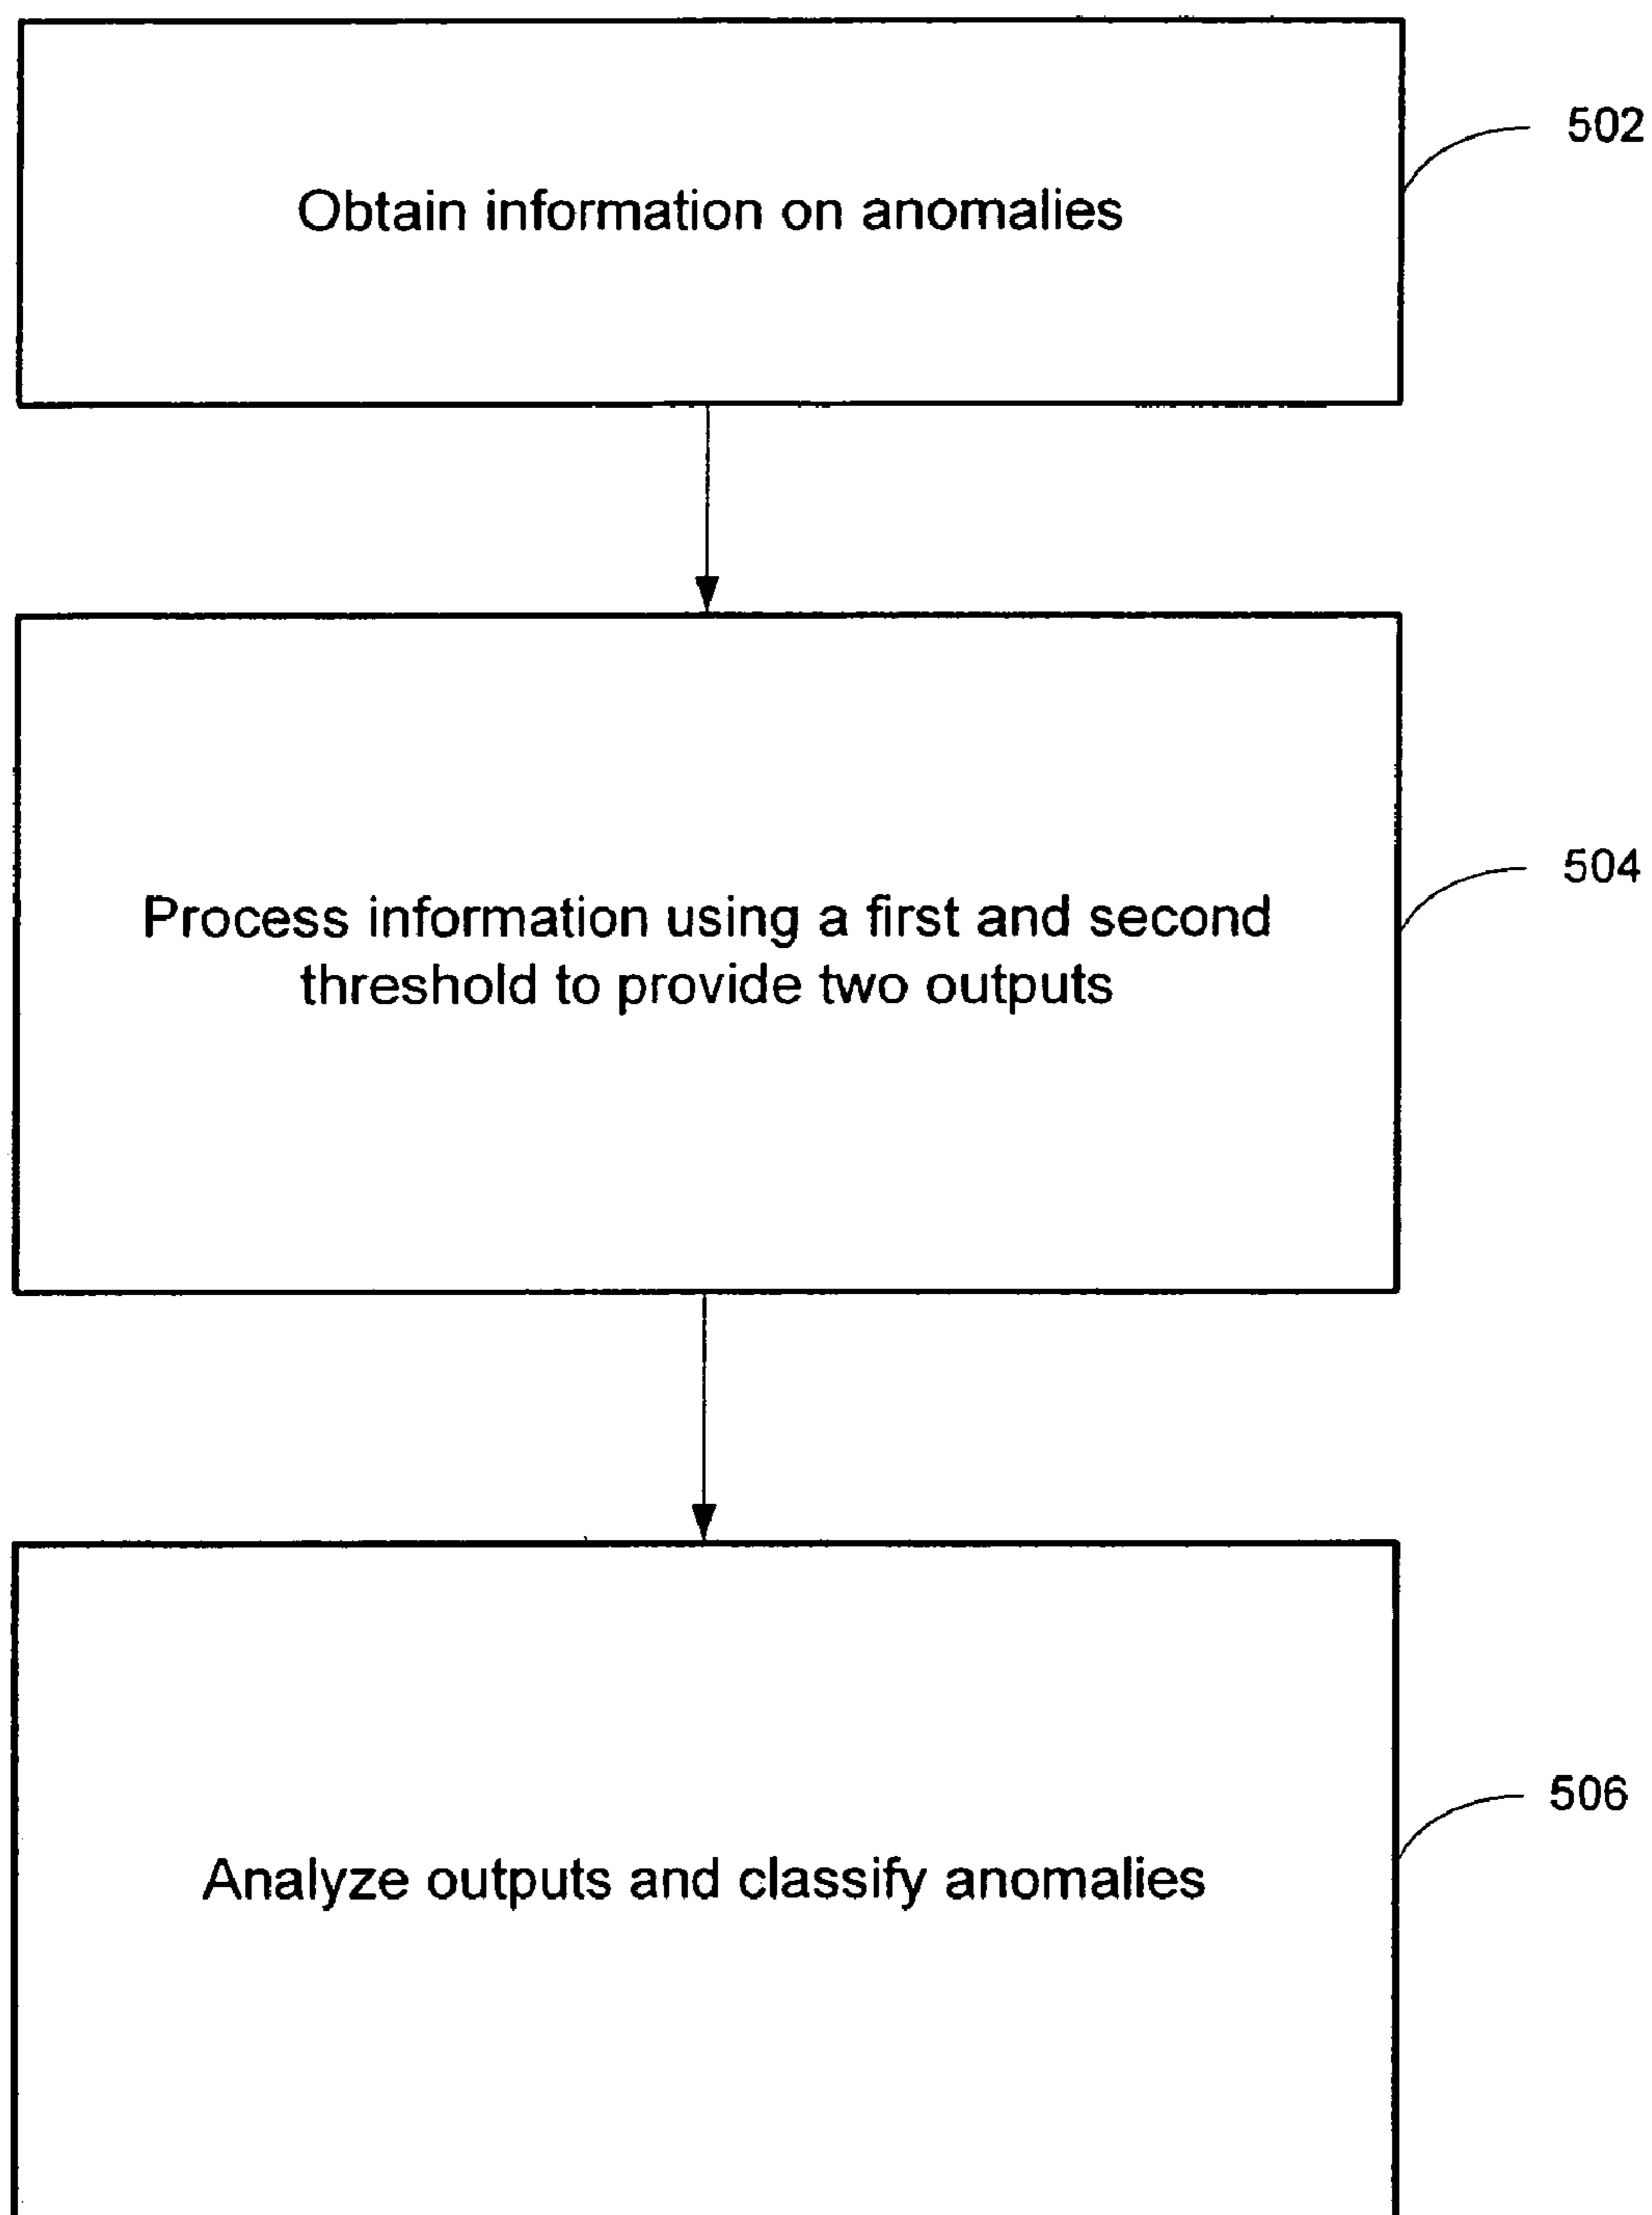 502
Obtain information on anomalies
504
Process information using a first and second
threshold to provide two outputs
506
Analyze outputs and classify anomalies